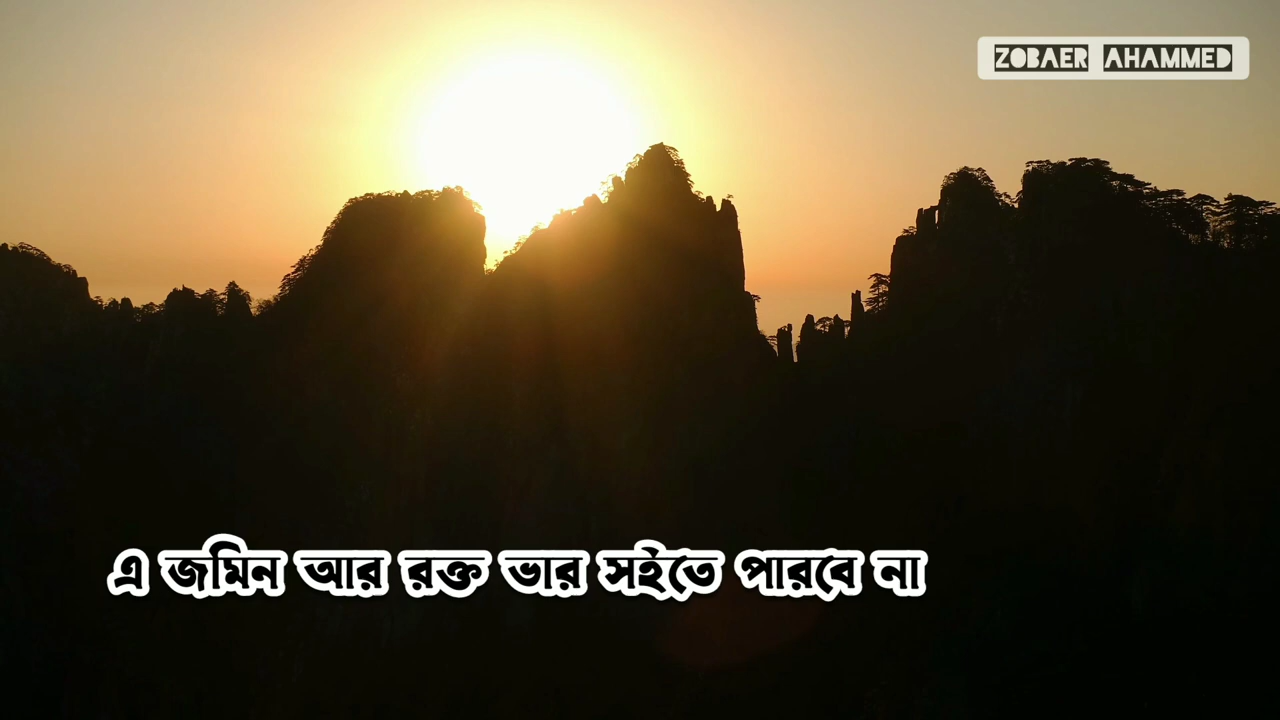 ZOBAER AHAMMED
এ জমিন আর রক্ত ভার সইতে পারবে না